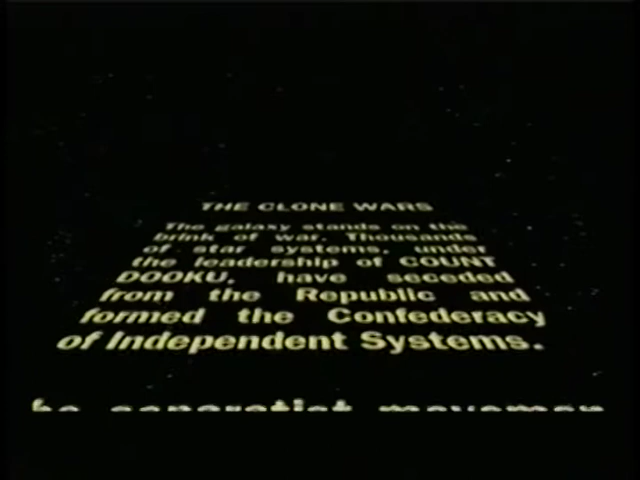 THE CLONE WARS
The galaxy stands on the
brink of war. Thousands
of star systems, under
the leadership of COUNT
DOOKU, have seceded
from the Republic and
formed the Confederacy
of Independent Systems.
separatist